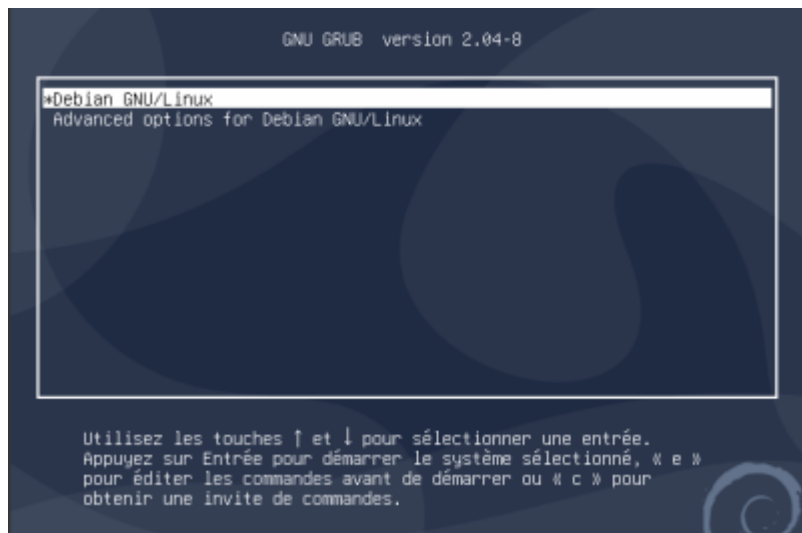 GNU GRUB  version 2.04-8
*Debian GNU/Linux
Advanced options for Debian GNU/Linux
Utilisez les touches ↑ et ↓ pour sélectionner une entrée.
Appuyez sur Entrée pour démarrer le système sélectionné, « e »
pour éditer les commandes avant de démarrer ou « c » pour
obtenir une invite de commandes.